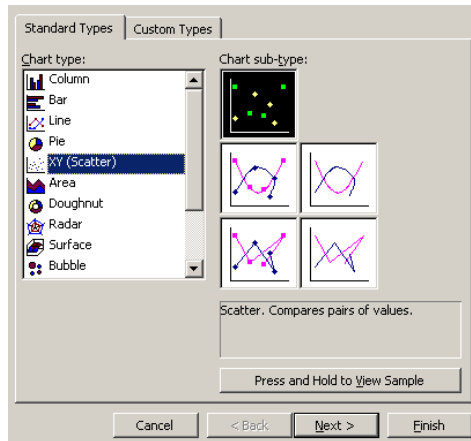 Standard Types
Custom Types
Chart type:
Column
Bar
Line
Pie
XY (Scatter)
Area
Doughnut
Radar
Surface
Bubble
Chart sub-type:
Scatter. Compares pairs of values.
Press and Hold to View Sample
Cancel
< Back
Next >
Finish